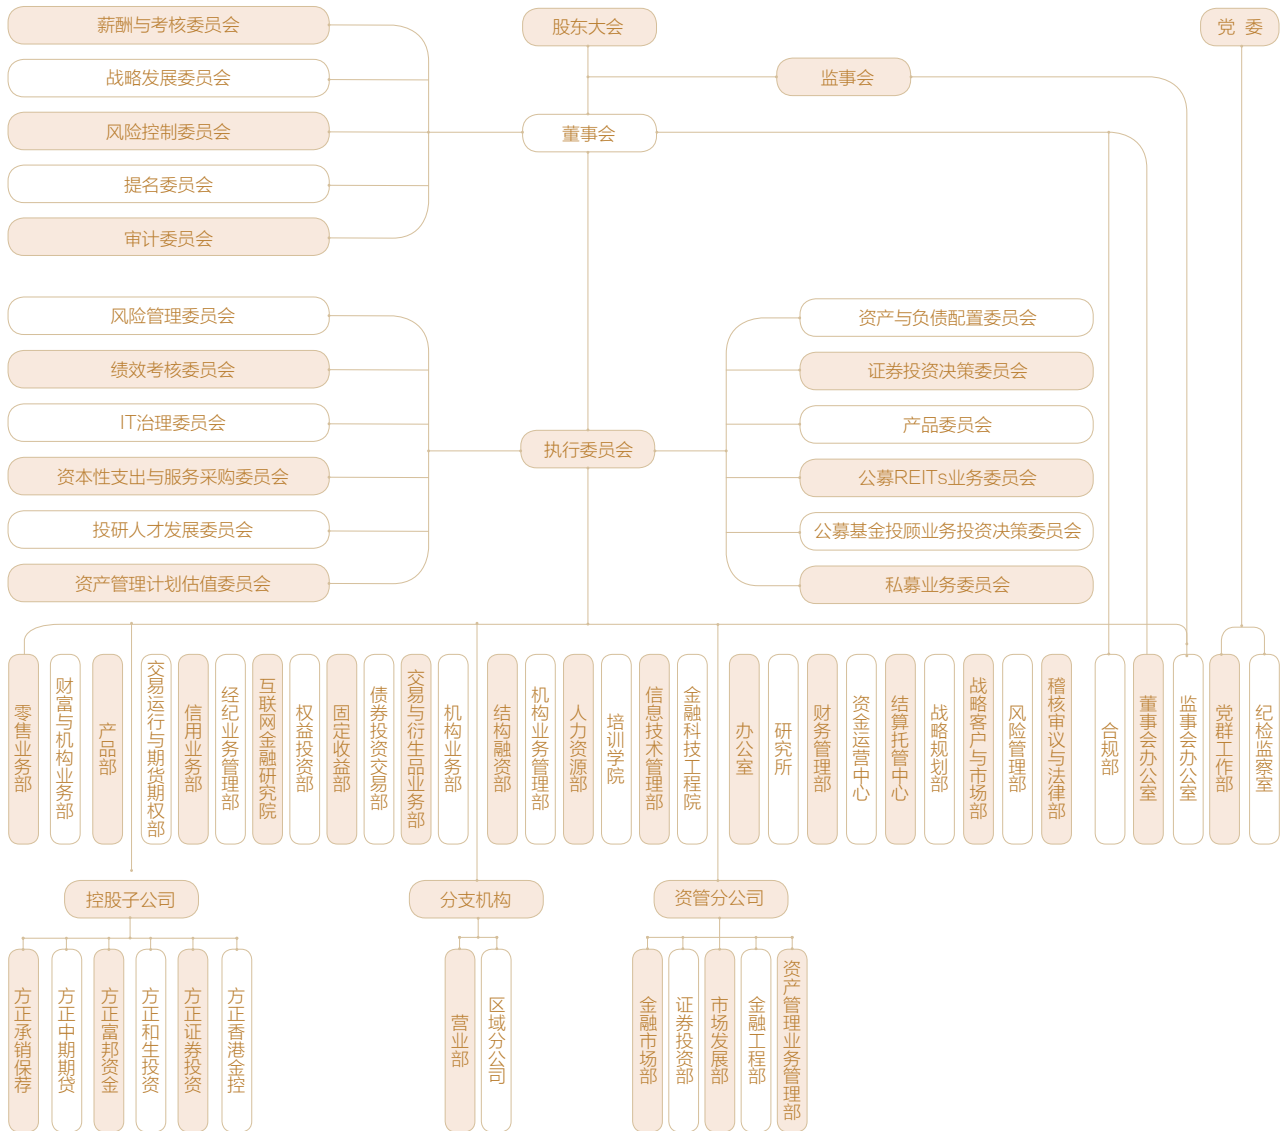 薪酬与考核委员会
战略发展委员会
风险控制委员会
提名委员会
审计委员会
股东大会
监事会
董事会
党 委
风险管理委员会
绩效考核委员会
IT治理委员会
资本性支出与服务采购委员会
投研人才发展委员会
资产管理计划估值委员会
执行委员会
资产与负债配置委员会
证券投资决策委员会
产品委员会
公募REITs业务委员会
公募基金投顾业务投资决策委员会
私募业务委员会
零售业务部
财富与机构业务部
产品部
交易运行与期货期权部
信用业务部
经纪业务管理部
互联网金融研究院
权益投资部
固定收益部
债券投资交易部
交易与衍生品业务部
机构业务部
结构融资部
机构业务管理部
人力资源部
培训学院
信息技术管理部
金融科技工程院
办公室
研究所
财务管理部
资金运营中心
结算托管中心
战略规划部
战略客户与市场部
风险管理部
稽核审议与法律部
合规部
董事会办公室
监事会办公室
党群工作部
纪检监察室
控股子公司
方正承销保荐
方正中期期贷
方正富邦资金
方正和生投资
方正证券投资
方正香港金控
分支机构
营业部
区域分公司
资管分公司
金融市场部
证券投资部
市场发展部
金融工程部
资产管理业务管理部